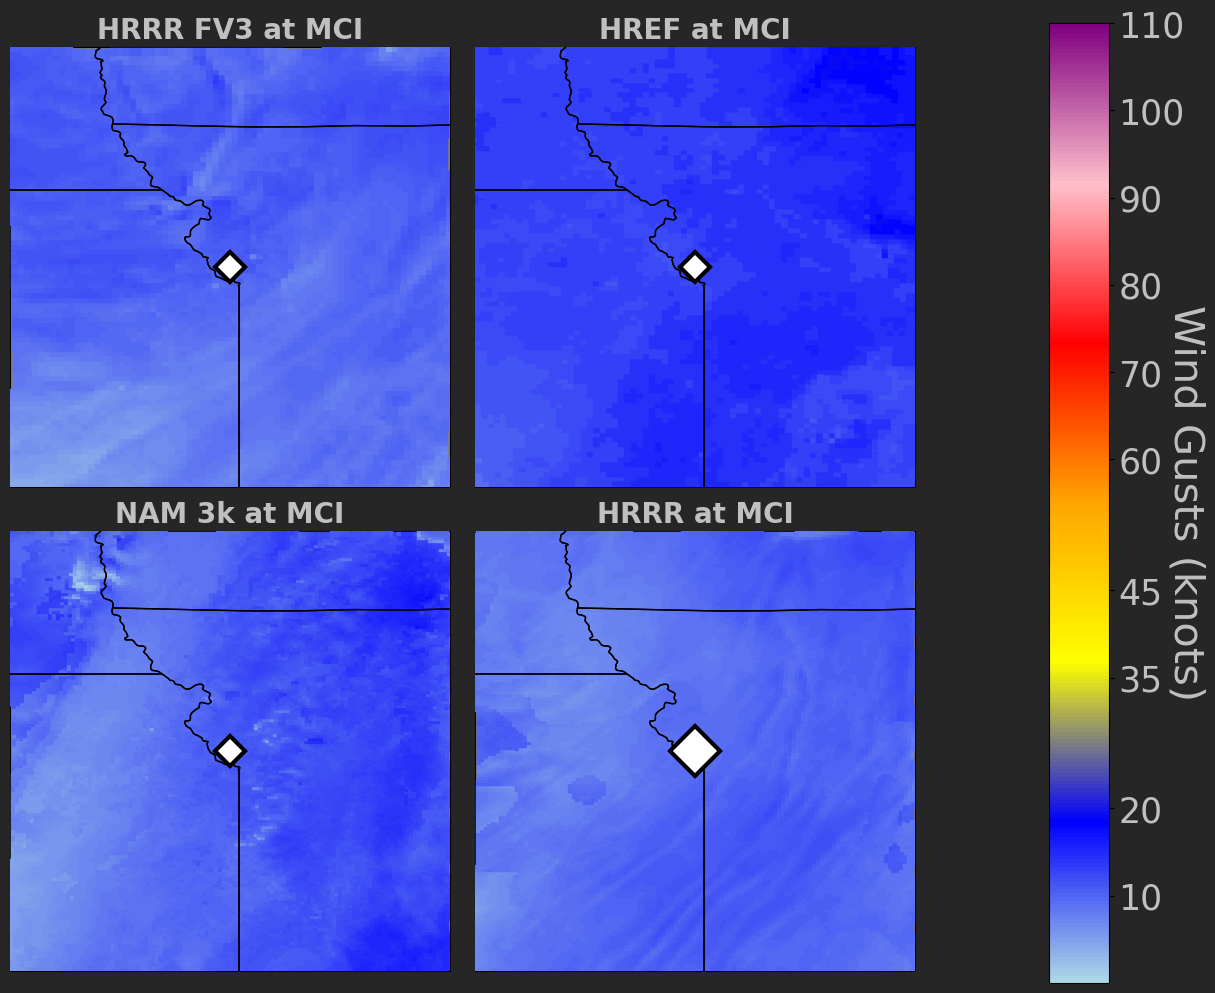 HRRR FV3 at MCI
HREF at MCI
NAM 3k at MCI
HRRR at MCI
110
100
90
80
70
60
45
35
20
10
Wind Gusts (knots)